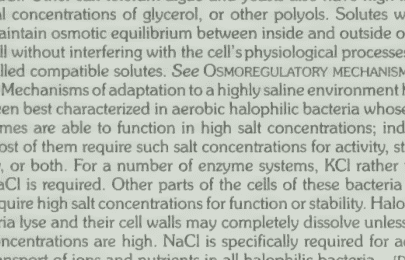 al concentrations of glycerol, or other polyols. Solutes w
aintain osmotic equilibrium between inside and outside o
ll without interfering with the cell's physiological processes
lled compatible solutes. See OSMOREGULATORY MECHANISM
Mechanisms of adaptation to a highly saline environment h
en best characterized in aerobic halophilic bacteria whose
mes are able to function in high salt concentrations; ind
ost of them require such salt concentrations for activity, st
, or both. For a number of enzyme systems, KCl rather
aCl is required. Other parts of the cells of these bacteria
quire high salt concentrations for function or stability. Halo
ria lyse and their cell walls may completely dissolve unless
ncentrations are high. NaCl is specifically required for ac
nsport of ions and nutrients in all halophilic bacteria